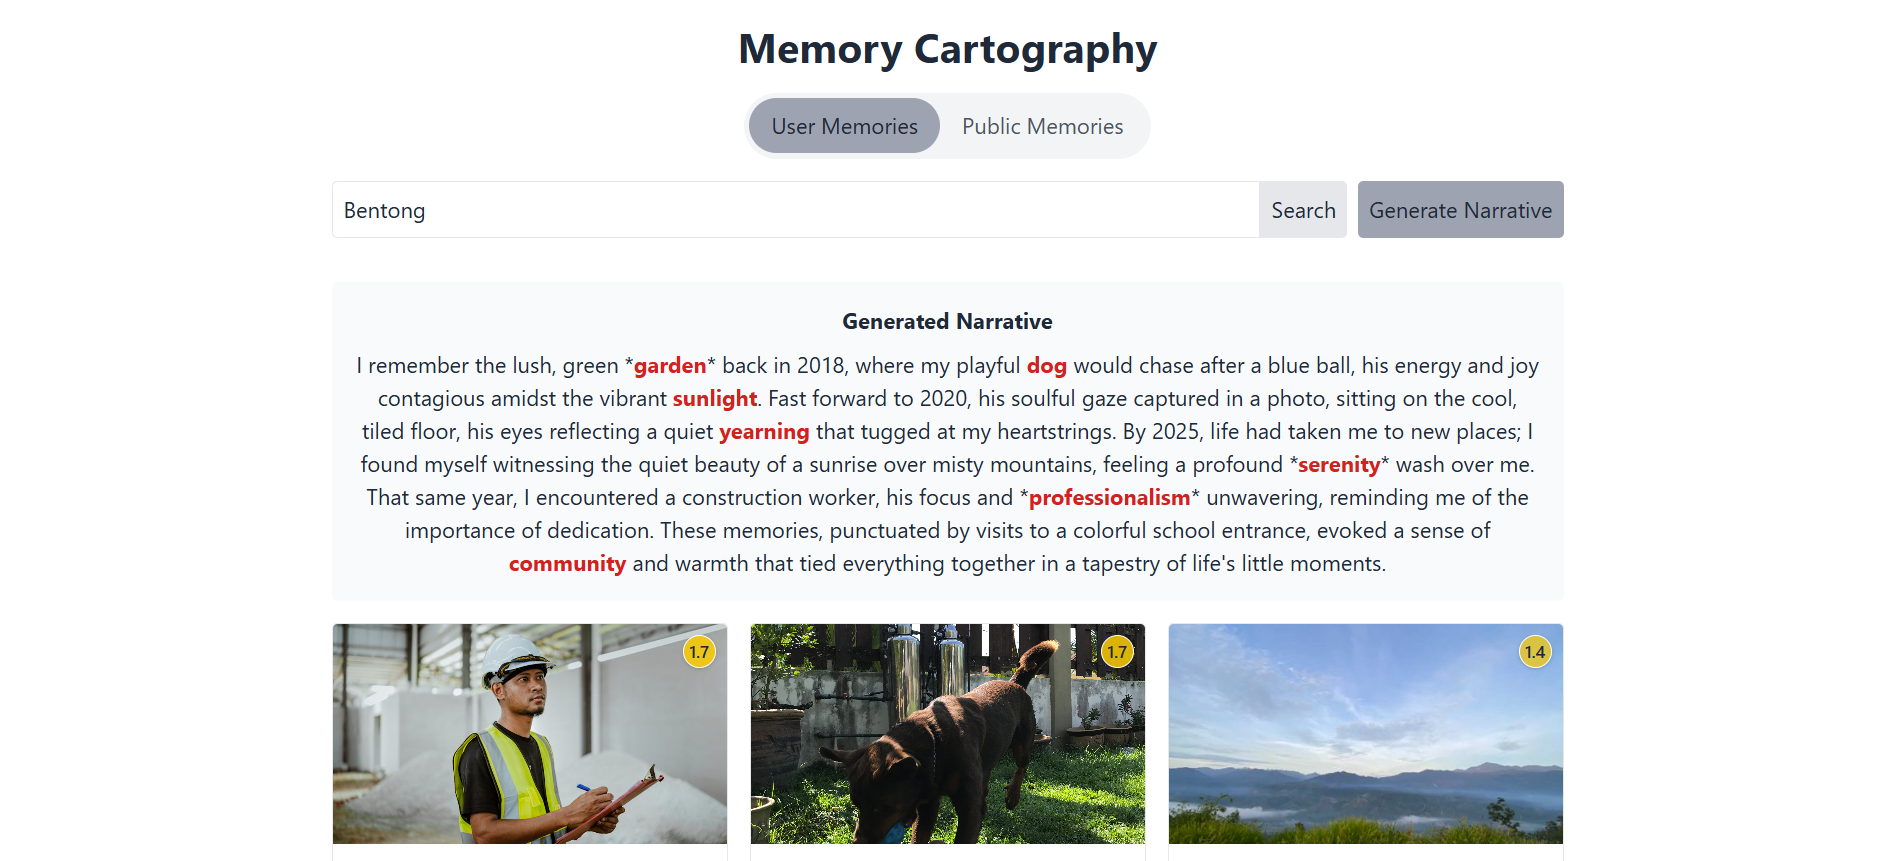 Memory Cartography
User Memories Public Memories
Bentong Search Generate Narrative
Generated Narrative
I remember the lush, green *garden* back in 2018, where my playful dog would chase after a blue ball, his energy and joy
contagious amidst the vibrant sunlight. Fast forward to 2020, his soulful gaze captured in a photo, sitting on the cool,
tiled floor, his eyes reflecting a quiet yearning that tugged at my heartstrings. By 2025, life had taken me to new places; I
found myself witnessing the quiet beauty of a sunrise over misty mountains, feeling a profound *serenity* wash over me.
That same year, I encountered a construction worker, his focus and *professionalism* unwavering, reminding me of the
importance of dedication. These memories, punctuated by visits to a colorful school entrance, evoked a sense of
community and warmth that tied everything together in a tapestry of life's little moments.
1.7 1.7 1.4